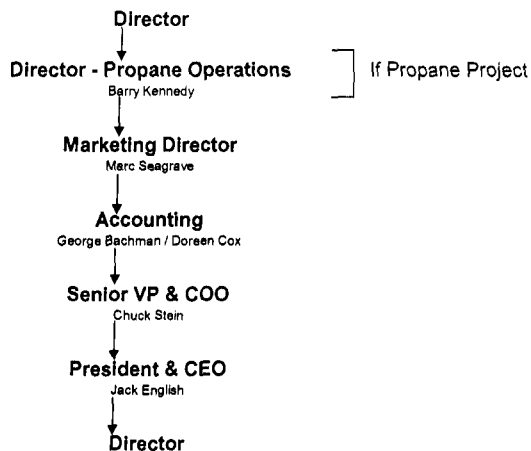 Director
Director - Propane Operations
If Propane Project
Barry Kennedy
Marketing Director
Marc Seagrave
Accounting
George Bachman / Doreen Cox
Senior VP & COO
Chuck Stein
President & CEO
Jack English
Director